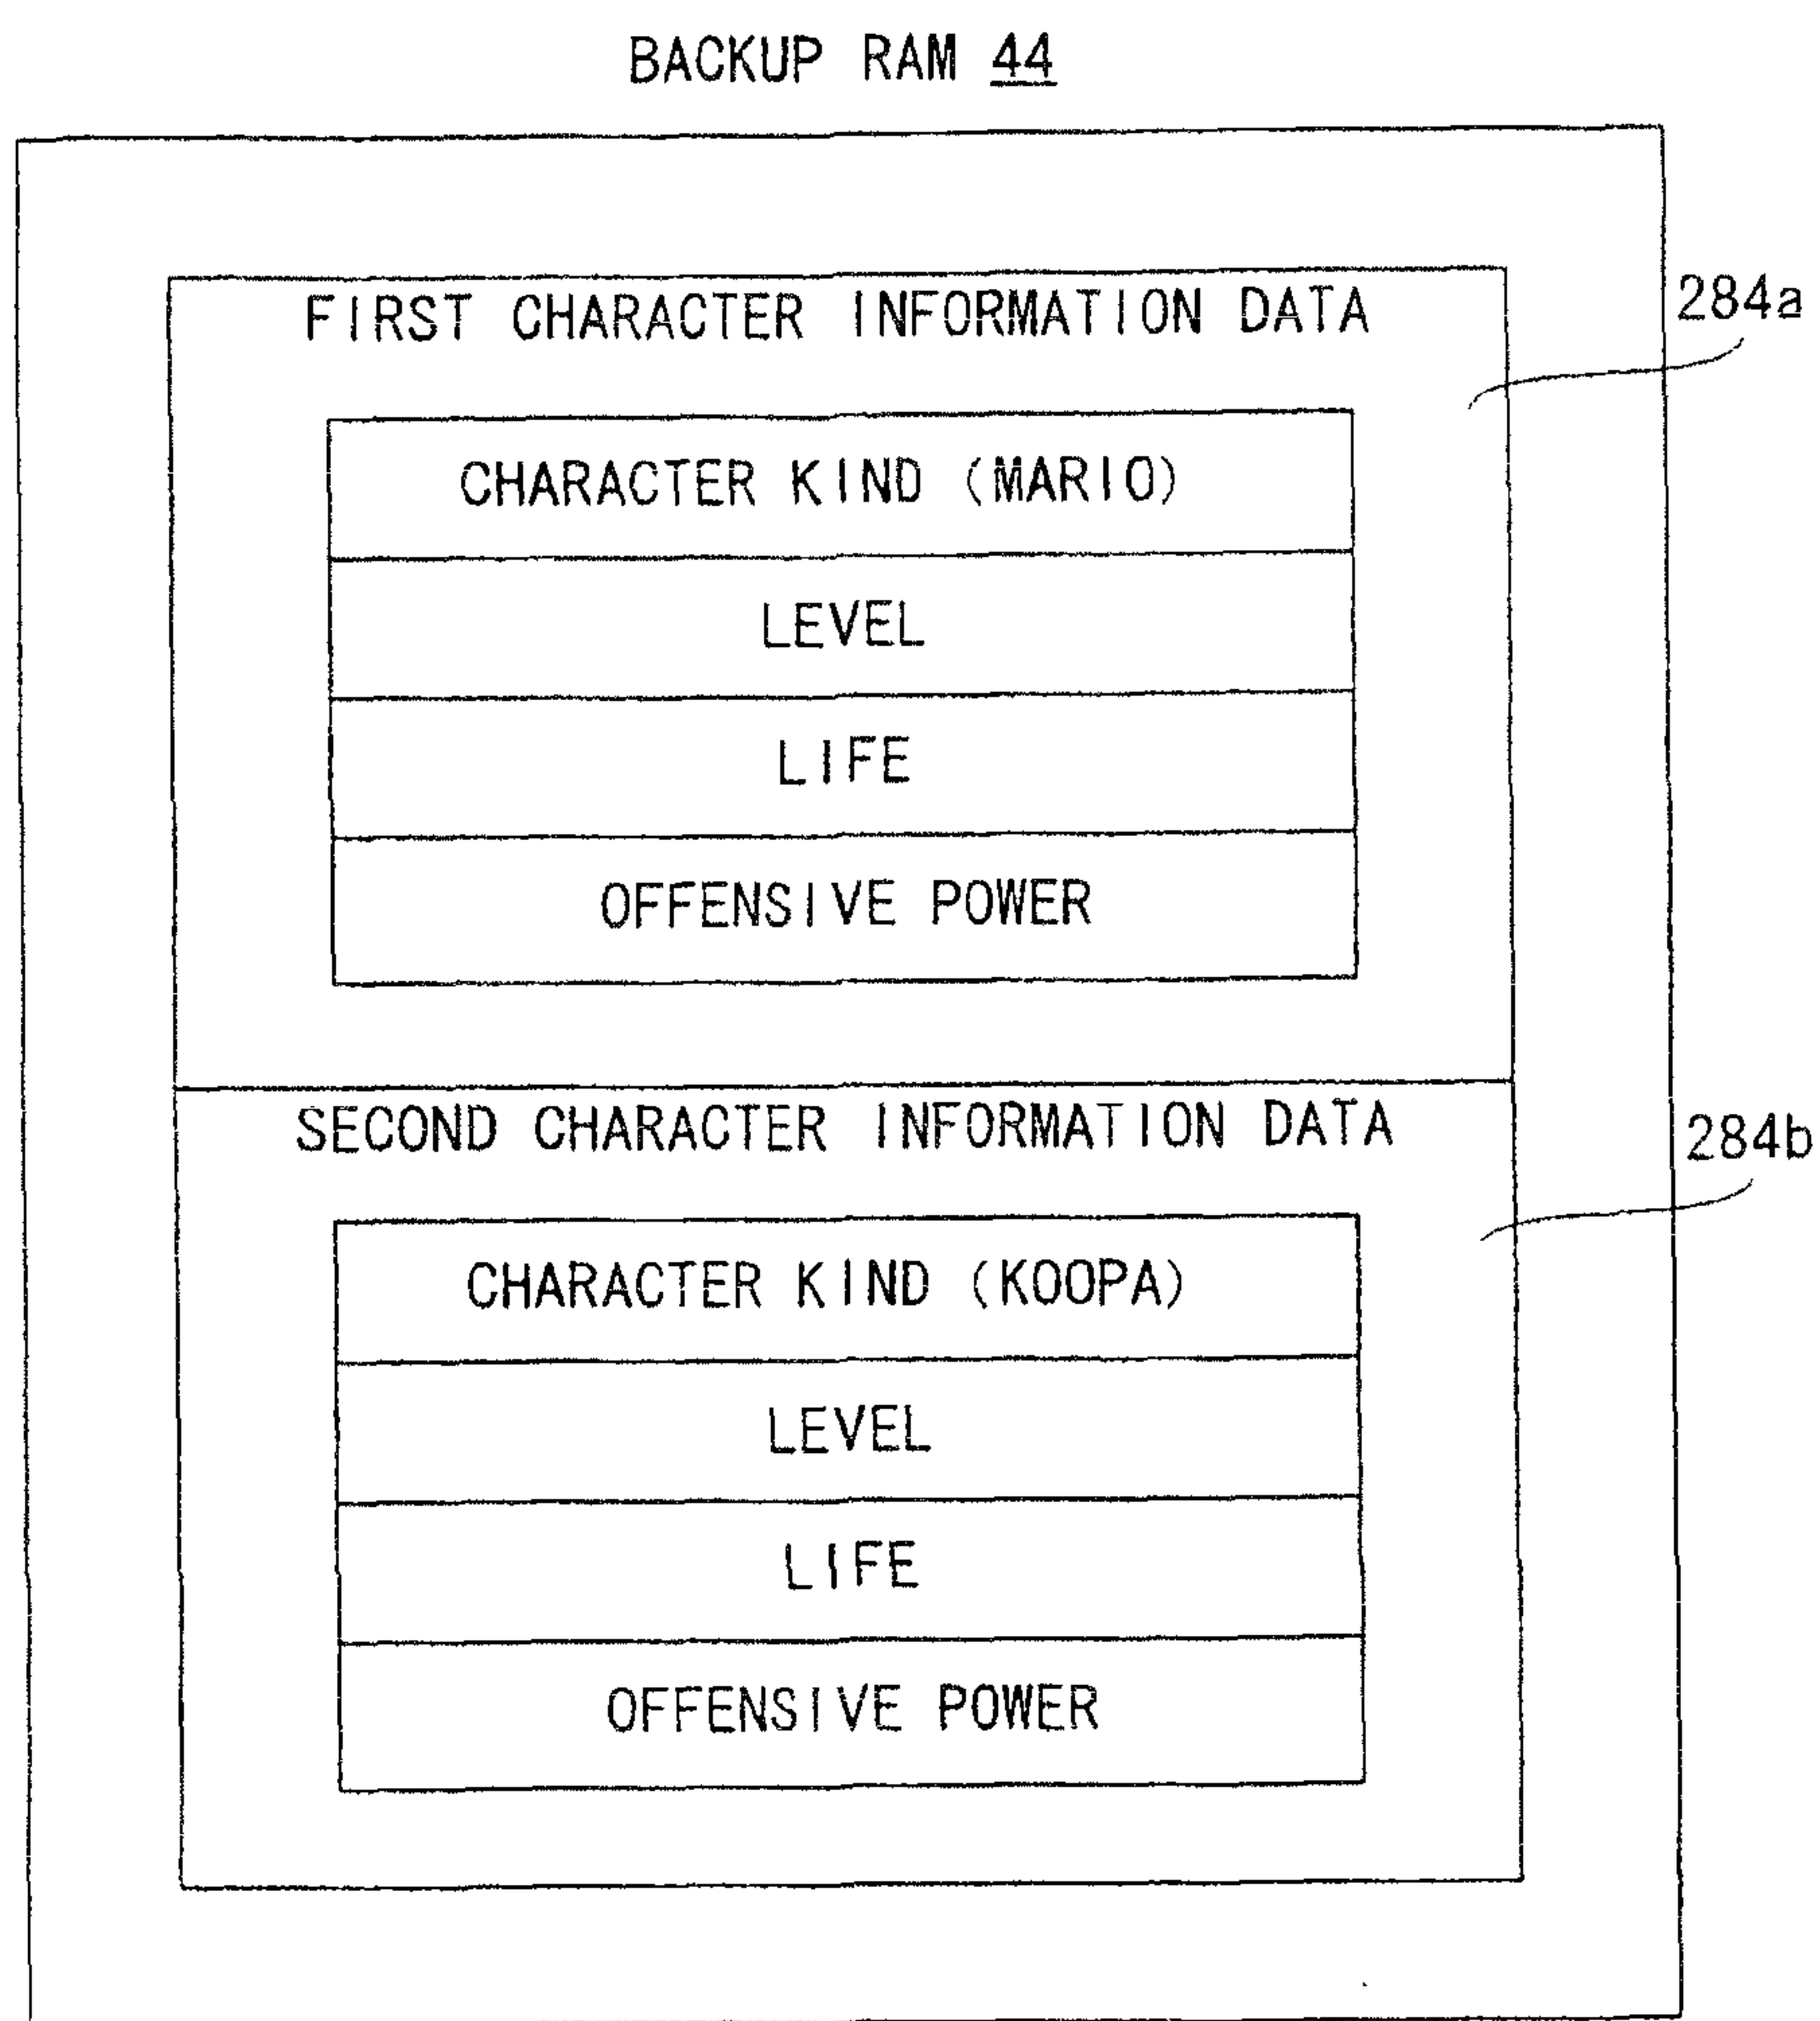 BACKUP RAM 44
FIRST CHARACTER INFORMATION DATA
284a
CHARACTER KIND (MARIO)
LEVEL
LIFE
OFFENSIVE POWER
SECOND CHARACTER INFORMATION DATA
284b
CHARACTER KIND (KOOPA)
LEVEL
LIFE
OFFENSIVE POWER